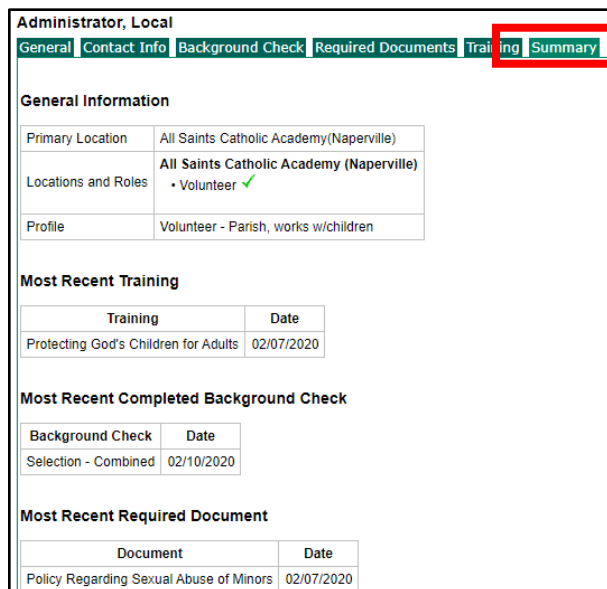 Administrator, Local
General Contact Info Background Check Required Documents Training Summary
General Information
Primary Location All Saints Catholic Academy(Naperville)
Locations and Roles All Saints Catholic Academy (Naperville)
• Volunteer ✓
Profile Volunteer - Parish, works w/children
Most Recent Training
Training Date
Protecting God's Children for Adults 02/07/2020
Most Recent Completed Background Check
Background Check Date
Selection - Combined 02/10/2020
Most Recent Required Document
Document Date
Policy Regarding Sexual Abuse of Minors 02/07/2020